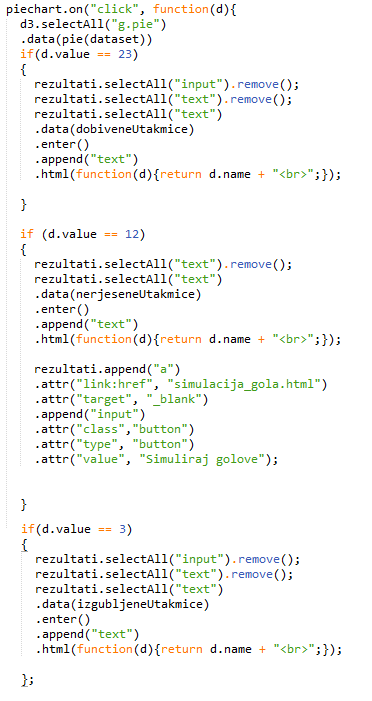 piechart.on("click", function(d){
d3.selectAll("g.pie")
.data(pie(dataset))
if(d.value == 23)
{
rezultati.selectAll("input").remove();
rezultati.selectAll("text").remove();
rezultati.selectAll("text")
.data(dobiveneUtakmice)
.enter()
.append("text")
.html(function(d){return d.name + "<br>";});
}
if (d.value == 12)
{
rezultati.selectAll("text").remove();
rezultati.selectAll("text")
.data(nerjeseneUtakmice)
.enter()
.append("text")
.html(function(d){return d.name + "<br>";});
rezultati.append("a")
.attr("link:href", "simulacija_gola.html")
.attr("target", "_blank")
.append("input")
.attr("class","button")
.attr("type", "button")
.attr("value", "Simuliraj golove");
}
if(d.value == 3)
{
rezultati.selectAll("input").remove();
rezultati.selectAll("text").remove();
rezultati.selectAll("text")
.data(izgubljeneUtakmice)
.enter()
.append("text")
.html(function(d){return d.name + "<br>";});
};